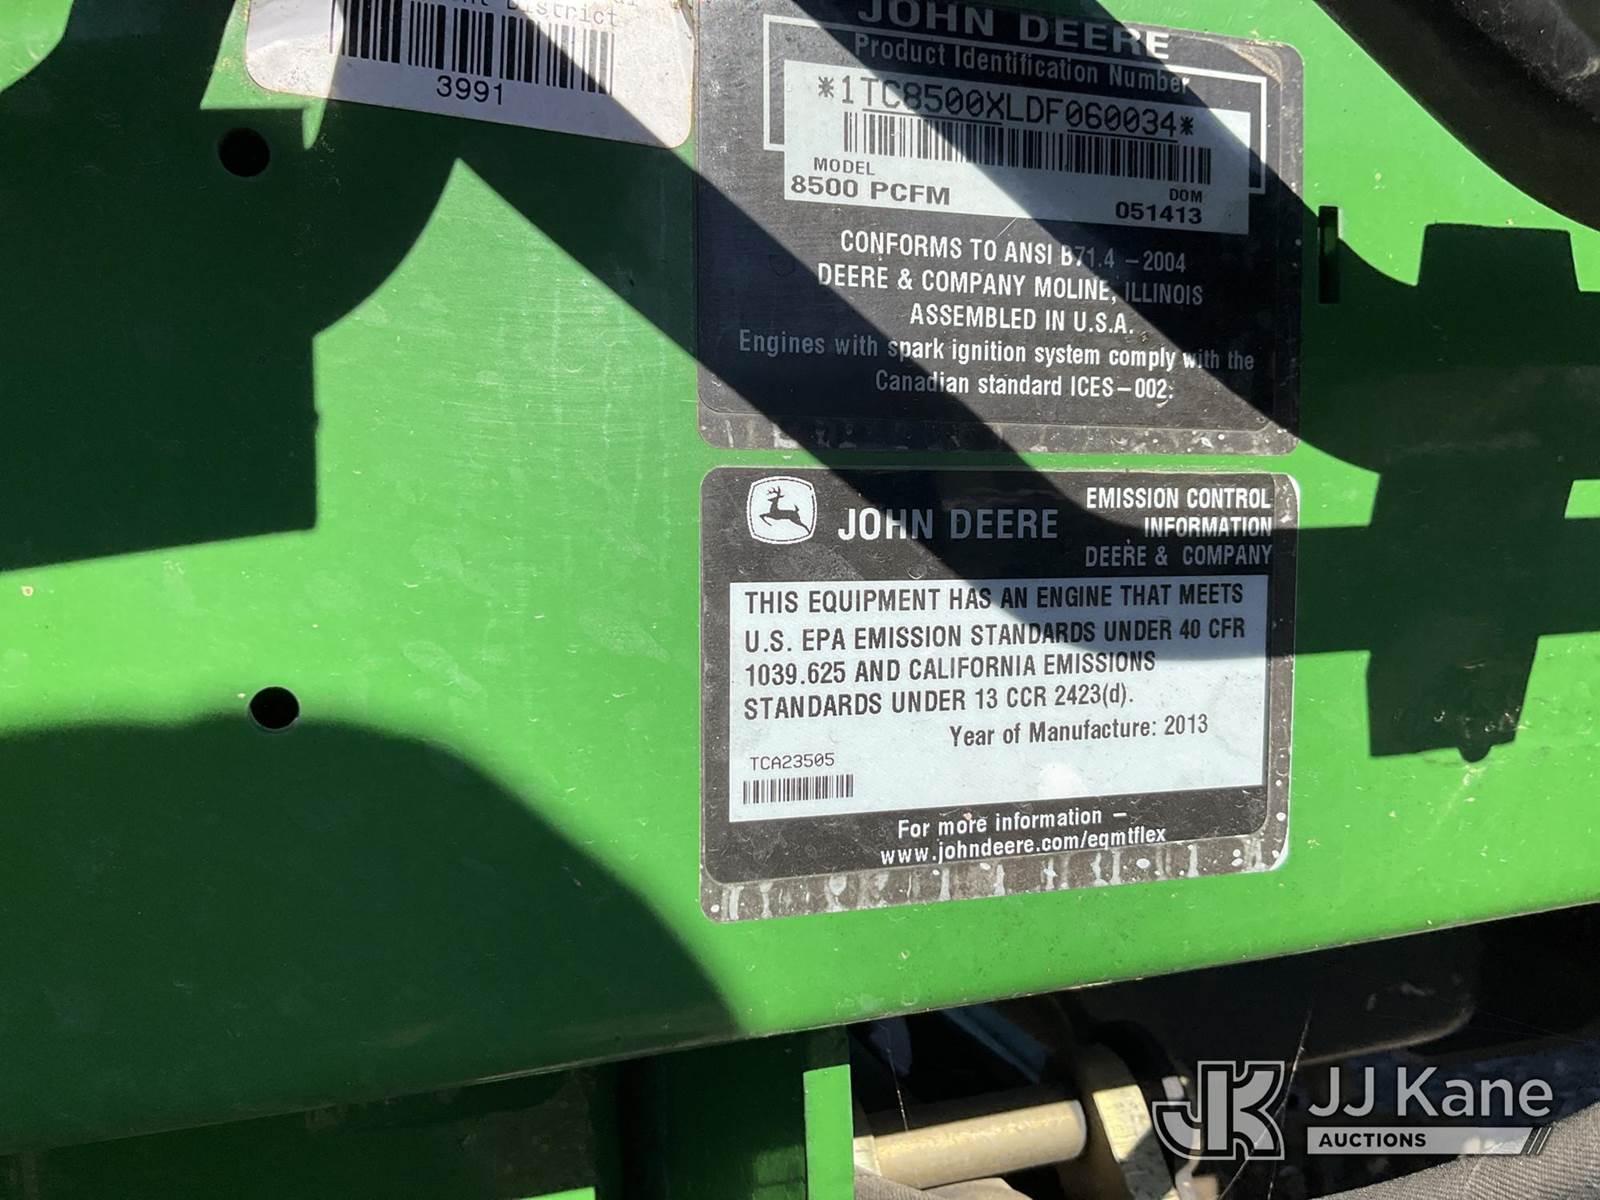 District
3991
JOHN DEERE
Product Identification Number
*1TC8500XLDF060034*
MODEL
8500 PCFM
DOM
051413
CONFORMS TO ANSI B71.4 – 2004
DEERE & COMPANY MOLINE, ILLINOIS
ASSEMBLED IN U.S.A.
Engines with spark ignition system comply with the
Canadian standard ICES–002.
JOHN DEERE
EMISSION CONTROL
INFORMATION
DEERE & COMPANY
THIS EQUIPMENT HAS AN ENGINE THAT MEETS
U.S. EPA EMISSION STANDARDS UNDER 40 CFR
1039.625 AND CALIFORNIA EMISSIONS
STANDARDS UNDER 13 CCR 2423(d).
Year of Manufacture: 2013
TCA23505
For more information –
www.johndeere.com/eqmtflex
JK
JJ Kane
AUCTIONS